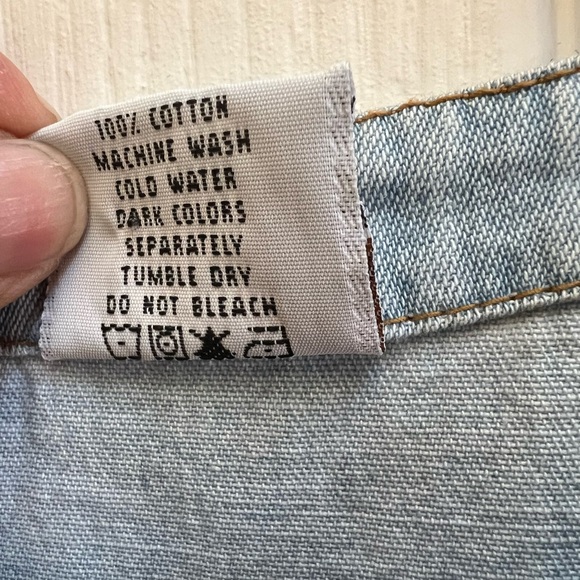 100% COTTON
MACHINE WASH
COLD WATER
DARK COLORS
SEPARATELY
TUMBLE DRY
DO NOT BLEACH